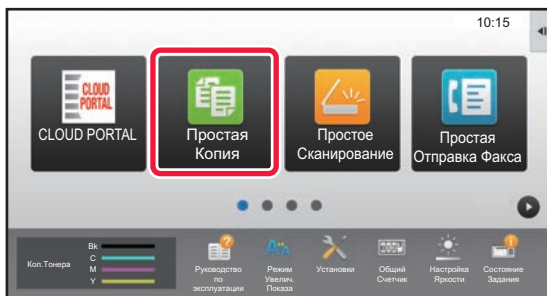 10:15
CLOUD
PORTAL
CLOUD PORTAL
Простая
Копия
Простое
Сканирование
Простая
Отправка Факса
Кол.Тонера
Bk
C
M
Y
Руководство
по
эксплуатации
Режим
Увелич.
Показа
Установки
Общий
Счетчик
Настройка
Яркости
Состояние
Задания